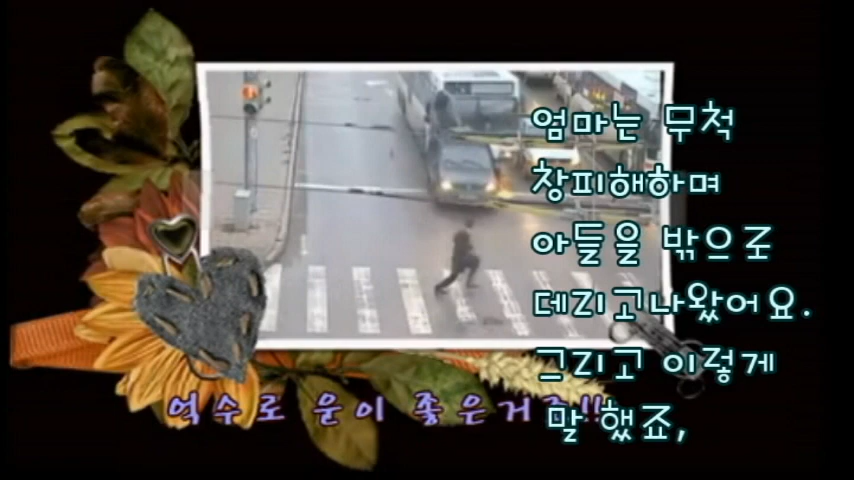 엄마는 무척
창피해하며
아들을 밖으로
데리고나왔어요.
그리고 이렇게
말 했죠,
억수로 운이 좋은거죠!!